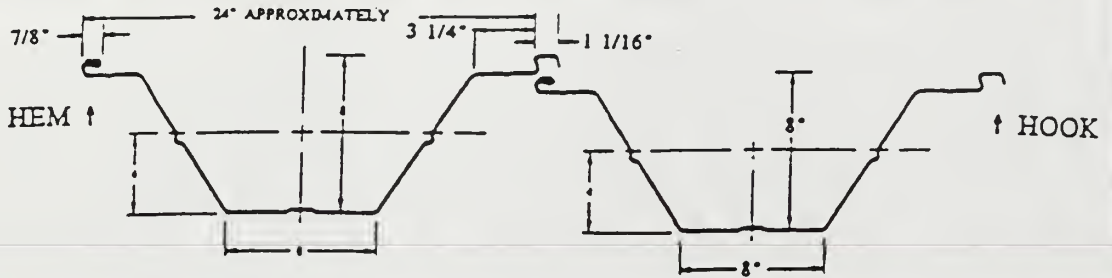 24" APPROXIMATELY
7/8"
3 1/4"
1 1/16"
HEM ↑
8"
↑ HOOK
8"